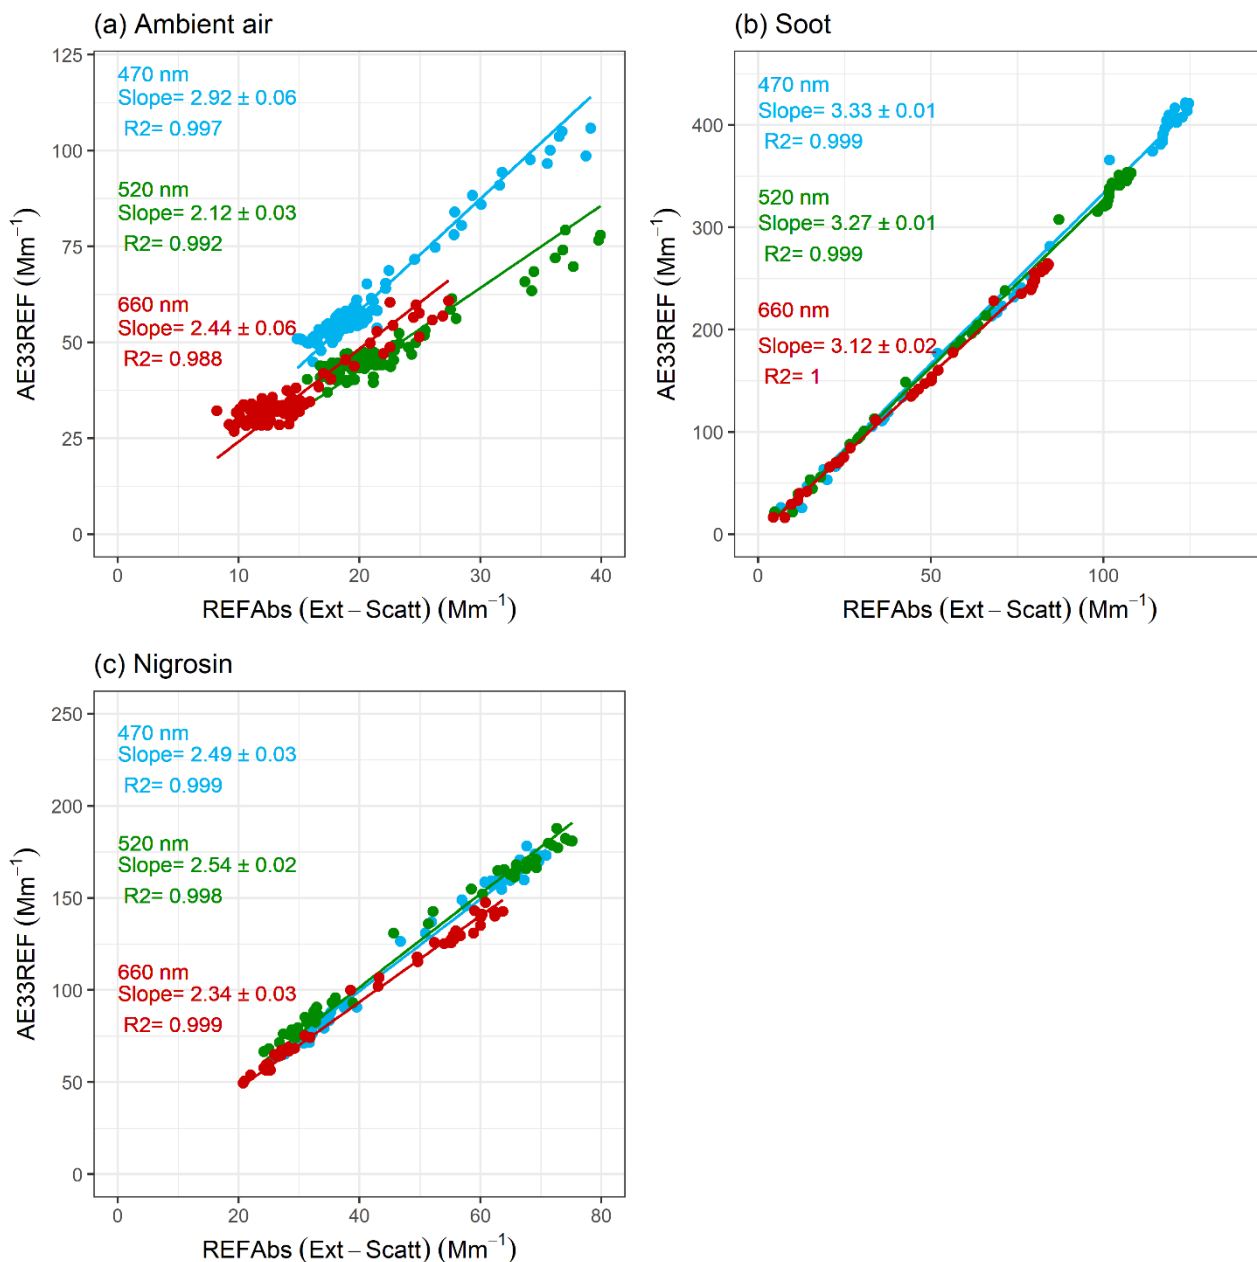 (a) Ambient air
125
100
75
50
25
0
AE33REF (Mm⁻¹)
470 nm
Slope= 2.92 ± 0.06
R2= 0.997
520 nm
Slope= 2.12 ± 0.03
R2= 0.992
660 nm
Slope= 2.44 ± 0.06
R2= 0.988
0 10 20 30 40
REFAbs (Ext – Scatt) (Mm⁻¹)
(b) Soot
400
300
200
100
0
AE33REF (Mm⁻¹)
470 nm
Slope= 3.33 ± 0.01
R2= 0.999
520 nm
Slope= 3.27 ± 0.01
R2= 0.999
660 nm
Slope= 3.12 ± 0.02
R2= 1
0 50 100
REFAbs (Ext – Scatt) (Mm⁻¹)
(c) Nigrosin
250
200
150
100
50
0
AE33REF (Mm⁻¹)
470 nm
Slope= 2.49 ± 0.03
R2= 0.999
520 nm
Slope= 2.54 ± 0.02
R2= 0.998
660 nm
Slope= 2.34 ± 0.03
R2= 0.999
0 20 40 60 80
REFAbs (Ext – Scatt) (Mm⁻¹)